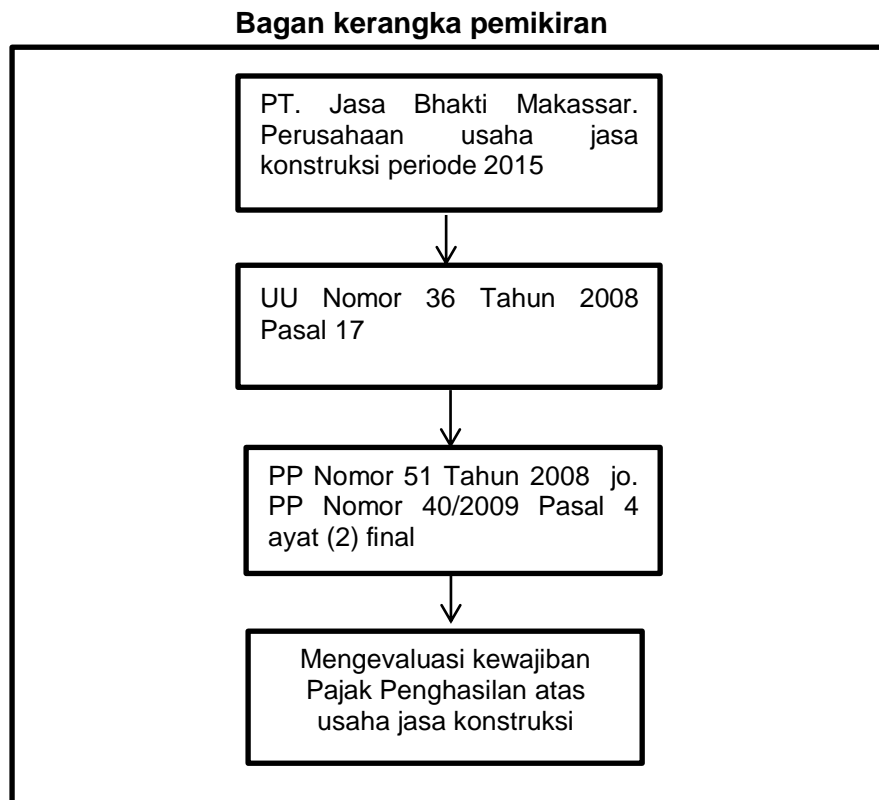 Bagan kerangka pemikiran
PT. Jasa Bhakti Makassar.
Perusahaan usaha jasa
konstruksi periode 2015
UU Nomor 36 Tahun 2008
Pasal 17
PP Nomor 51 Tahun 2008 jo.
PP Nomor 40/2009 Pasal 4
ayat (2) final
Mengevaluasi kewajiban
Pajak Penghasilan atas
usaha jasa konstruksi